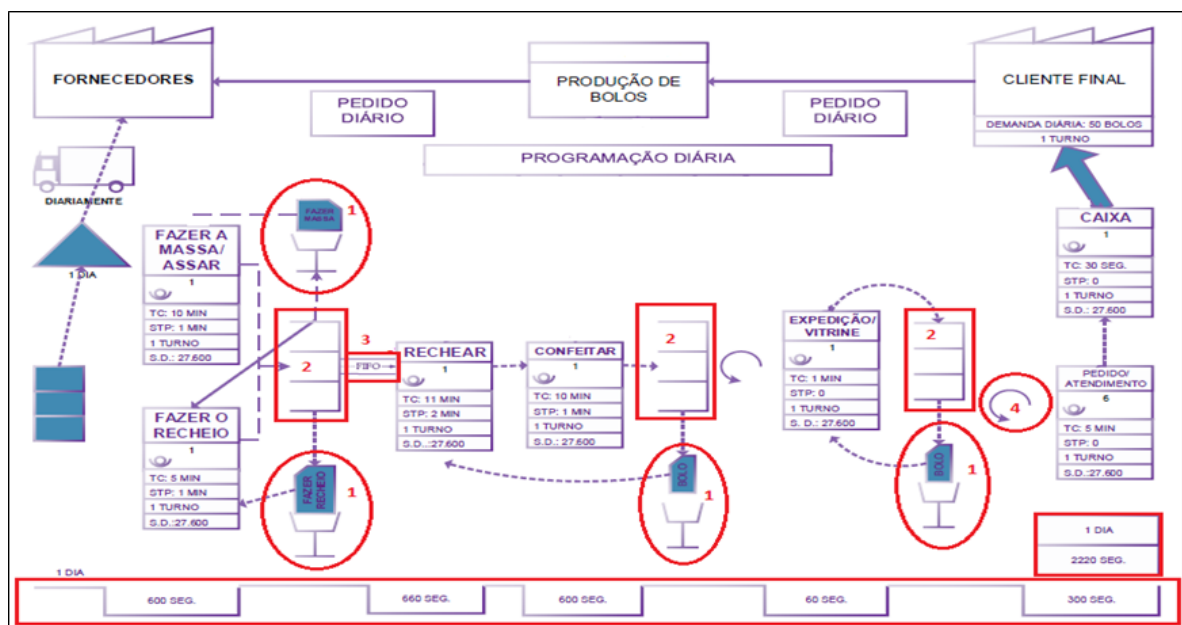 FORNECEDORES
PRODUÇÃO DE
BOLOS
CLIENTE FINAL
PEDIDO
DIÁRIO
PEDIDO
DIÁRIO
DEMANDA DIÁRIA: 50 BOLOS
1 TURNO
PROGRAMAÇÃO DIÁRIA
DIARIAMENTE
1 DIA
FAZER A
MASSA/
ASSAR
1
TC: 10 MIN
STP: 1 MIN
1 TURNO
S.D.: 27.600
FAZER
MASSA
1
FAZER O
RECHEIO
1
TC: 5 MIN
STP: 1 MIN
1 TURNO
S.D.:27.600
2
3
FIFO
FAZER
RECHEIO
1
RECHEAR
1
TC: 11 MIN
STP: 2 MIN
1 TURNO
S.D..:27.600
CONFEITAR
1
TC: 10 MIN
STP: 1 MIN
1 TURNO
S.D.: 27.600
2
BOLO
1
EXPEDIÇÃO/
VITRINE
1
TC: 1 MIN
STP: 0
1 TURNO
S. D.: 27.600
2
BOLO
1
4
CAIXA
1
TC: 30 SEG.
STP: 0
1 TURNO
S.D.: 27.600
PEDIDO/
ATENDIMENTO
6
TC: 5 MIN
STP: 0
1 TURNO
S.D.:27.600
1 DIA
2220 SEG.
1 DIA
600 SEG.
660 SEG.
600 SEG.
60 SEG.
300 SEG.